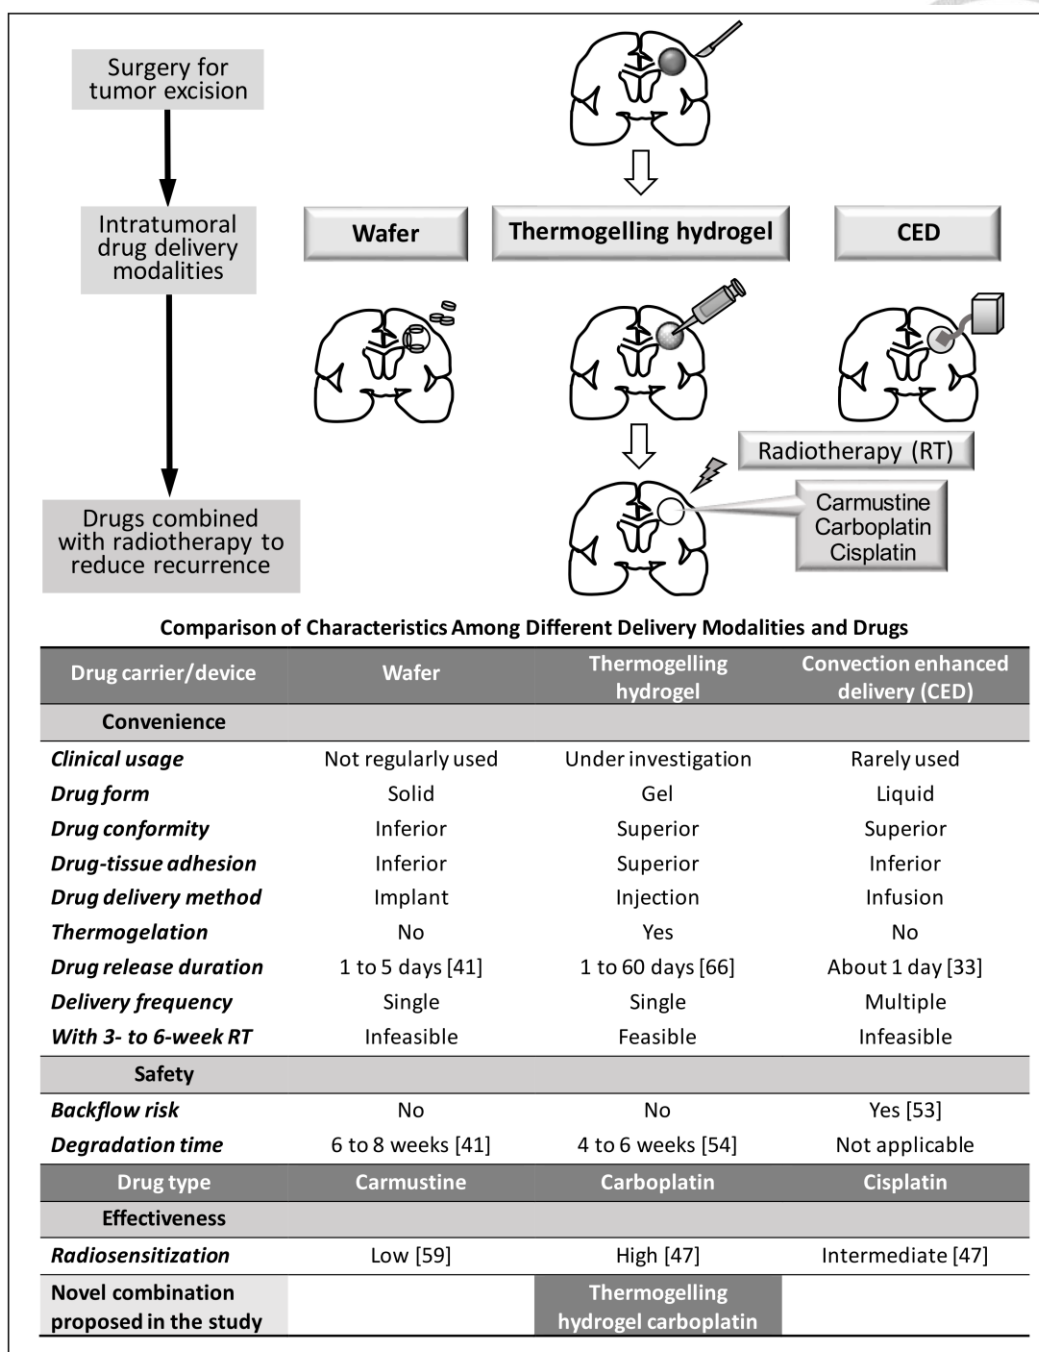 Surgery for
tumor excision
Intratumoral
drug delivery
modalities
Wafer
Thermogelling hydrogel
CED
Radiotherapy (RT)
Drugs combined
with radiotherapy to
reduce recurrence
Carmustine
Carboplatin
Cisplatin
Comparison of Characteristics Among Different Delivery Modalities and Drugs
Drug carrier/device Wafer Thermogelling hydrogel Convection enhanced delivery (CED)
Convenience
Clinical usage Not regularly used Under investigation Rarely used
Drug form Solid Gel Liquid
Drug conformity Inferior Superior Superior
Drug-tissue adhesion Inferior Superior Inferior
Drug delivery method Implant Injection Infusion
Thermogelation No Yes No
Drug release duration 1 to 5 days [41] 1 to 60 days [66] About 1 day [33]
Delivery frequency Single Single Multiple
With 3- to 6-week RT Infeasible Feasible Infeasible
Safety
Backflow risk No No Yes [53]
Degradation time 6 to 8 weeks [41] 4 to 6 weeks [54] Not applicable
Drug type Carmustine Carboplatin Cisplatin
Effectiveness
Radiosensitization Low [59] High [47] Intermediate [47]
Novel combination Thermogelling
proposed in the study hydrogel carboplatin